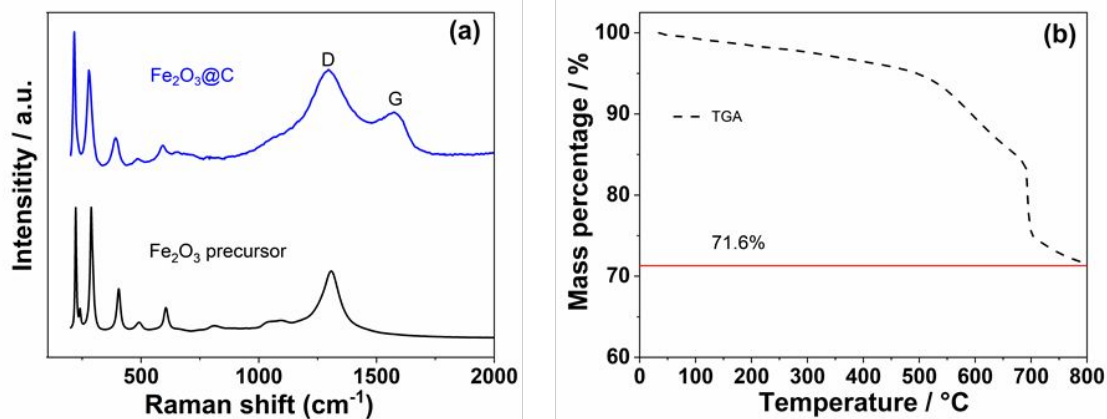 (a)
Fe₂O₃@C
D
G
Fe₂O₃ precursor
Intensitity / a.u.
500
1000
1500
2000
Raman shift (cm⁻¹)
(b)
100
90
80
70
60
TGA
71.6%
Mass percentage / %
0
100
200
300
400
500
600
700
800
Temperature / °C